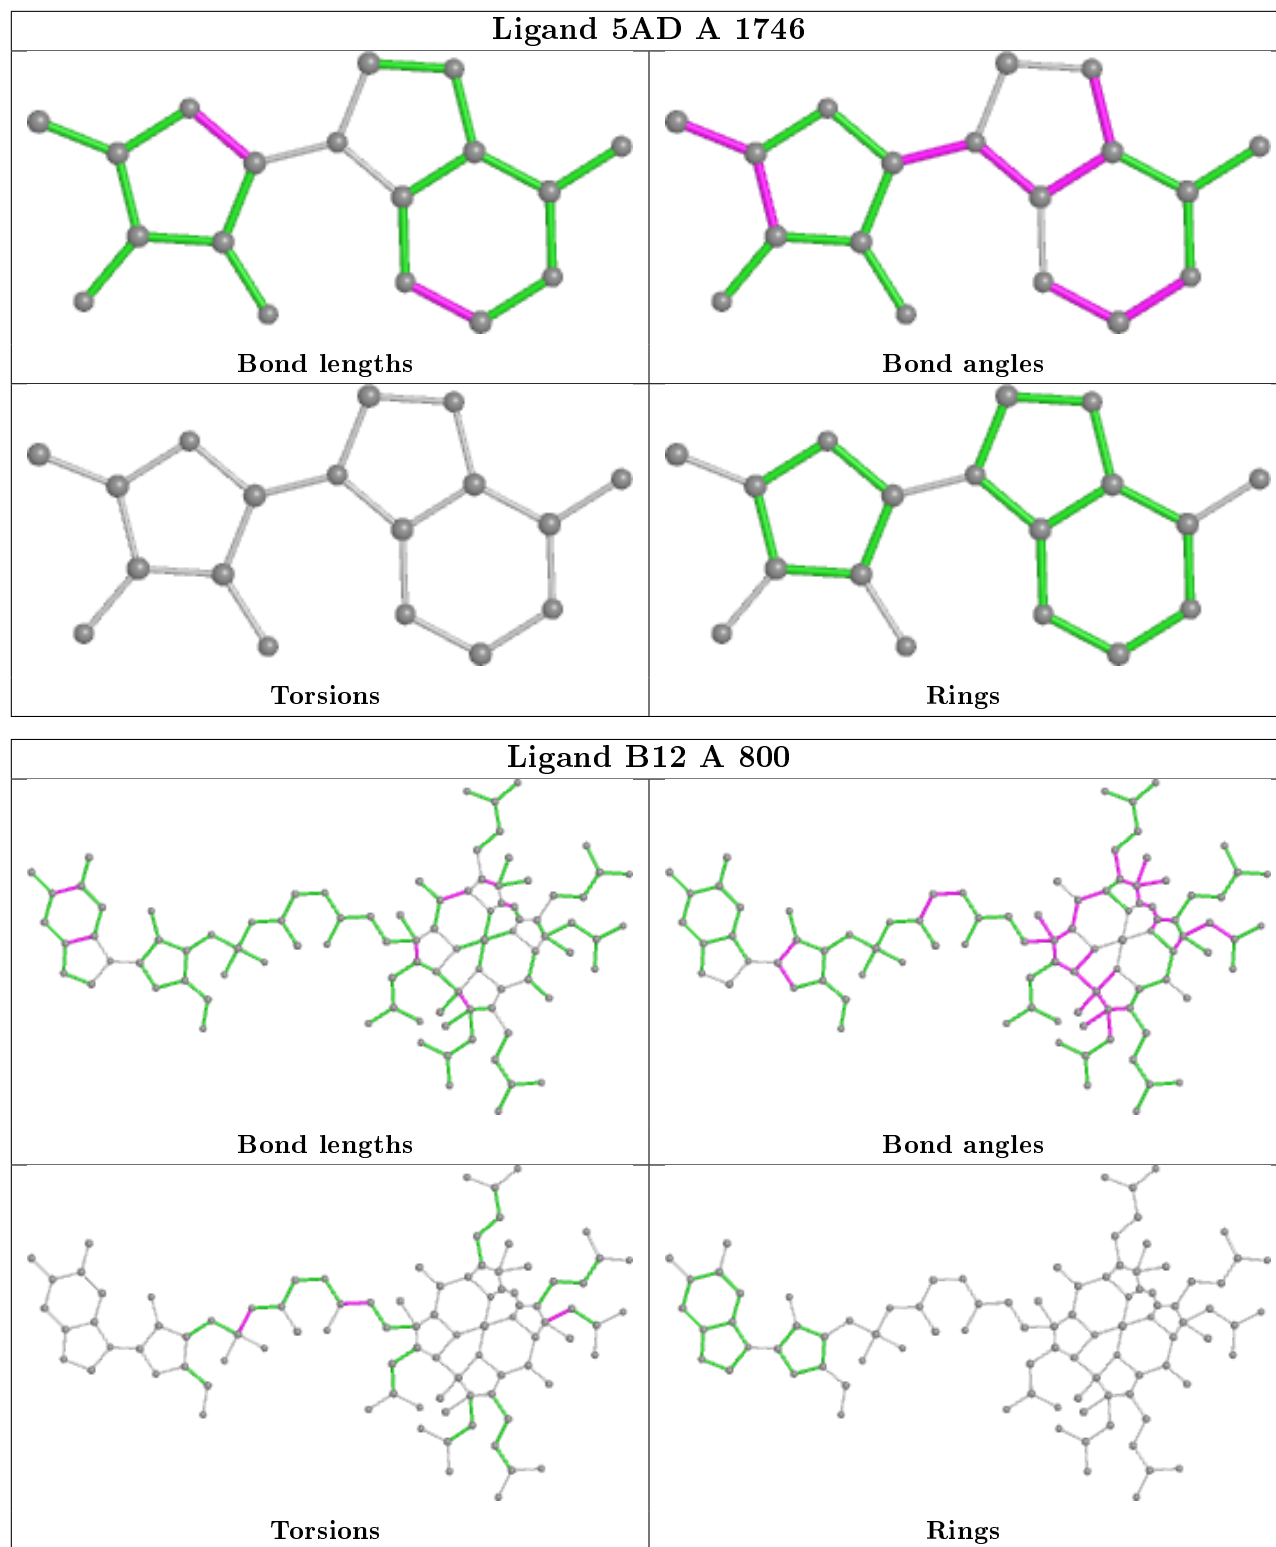 Ligand 5AD A 1746
Bond lengths
Bond angles
Torsions
Rings
Ligand B12 A 800
Bond lengths
Bond angles
Torsions
Rings